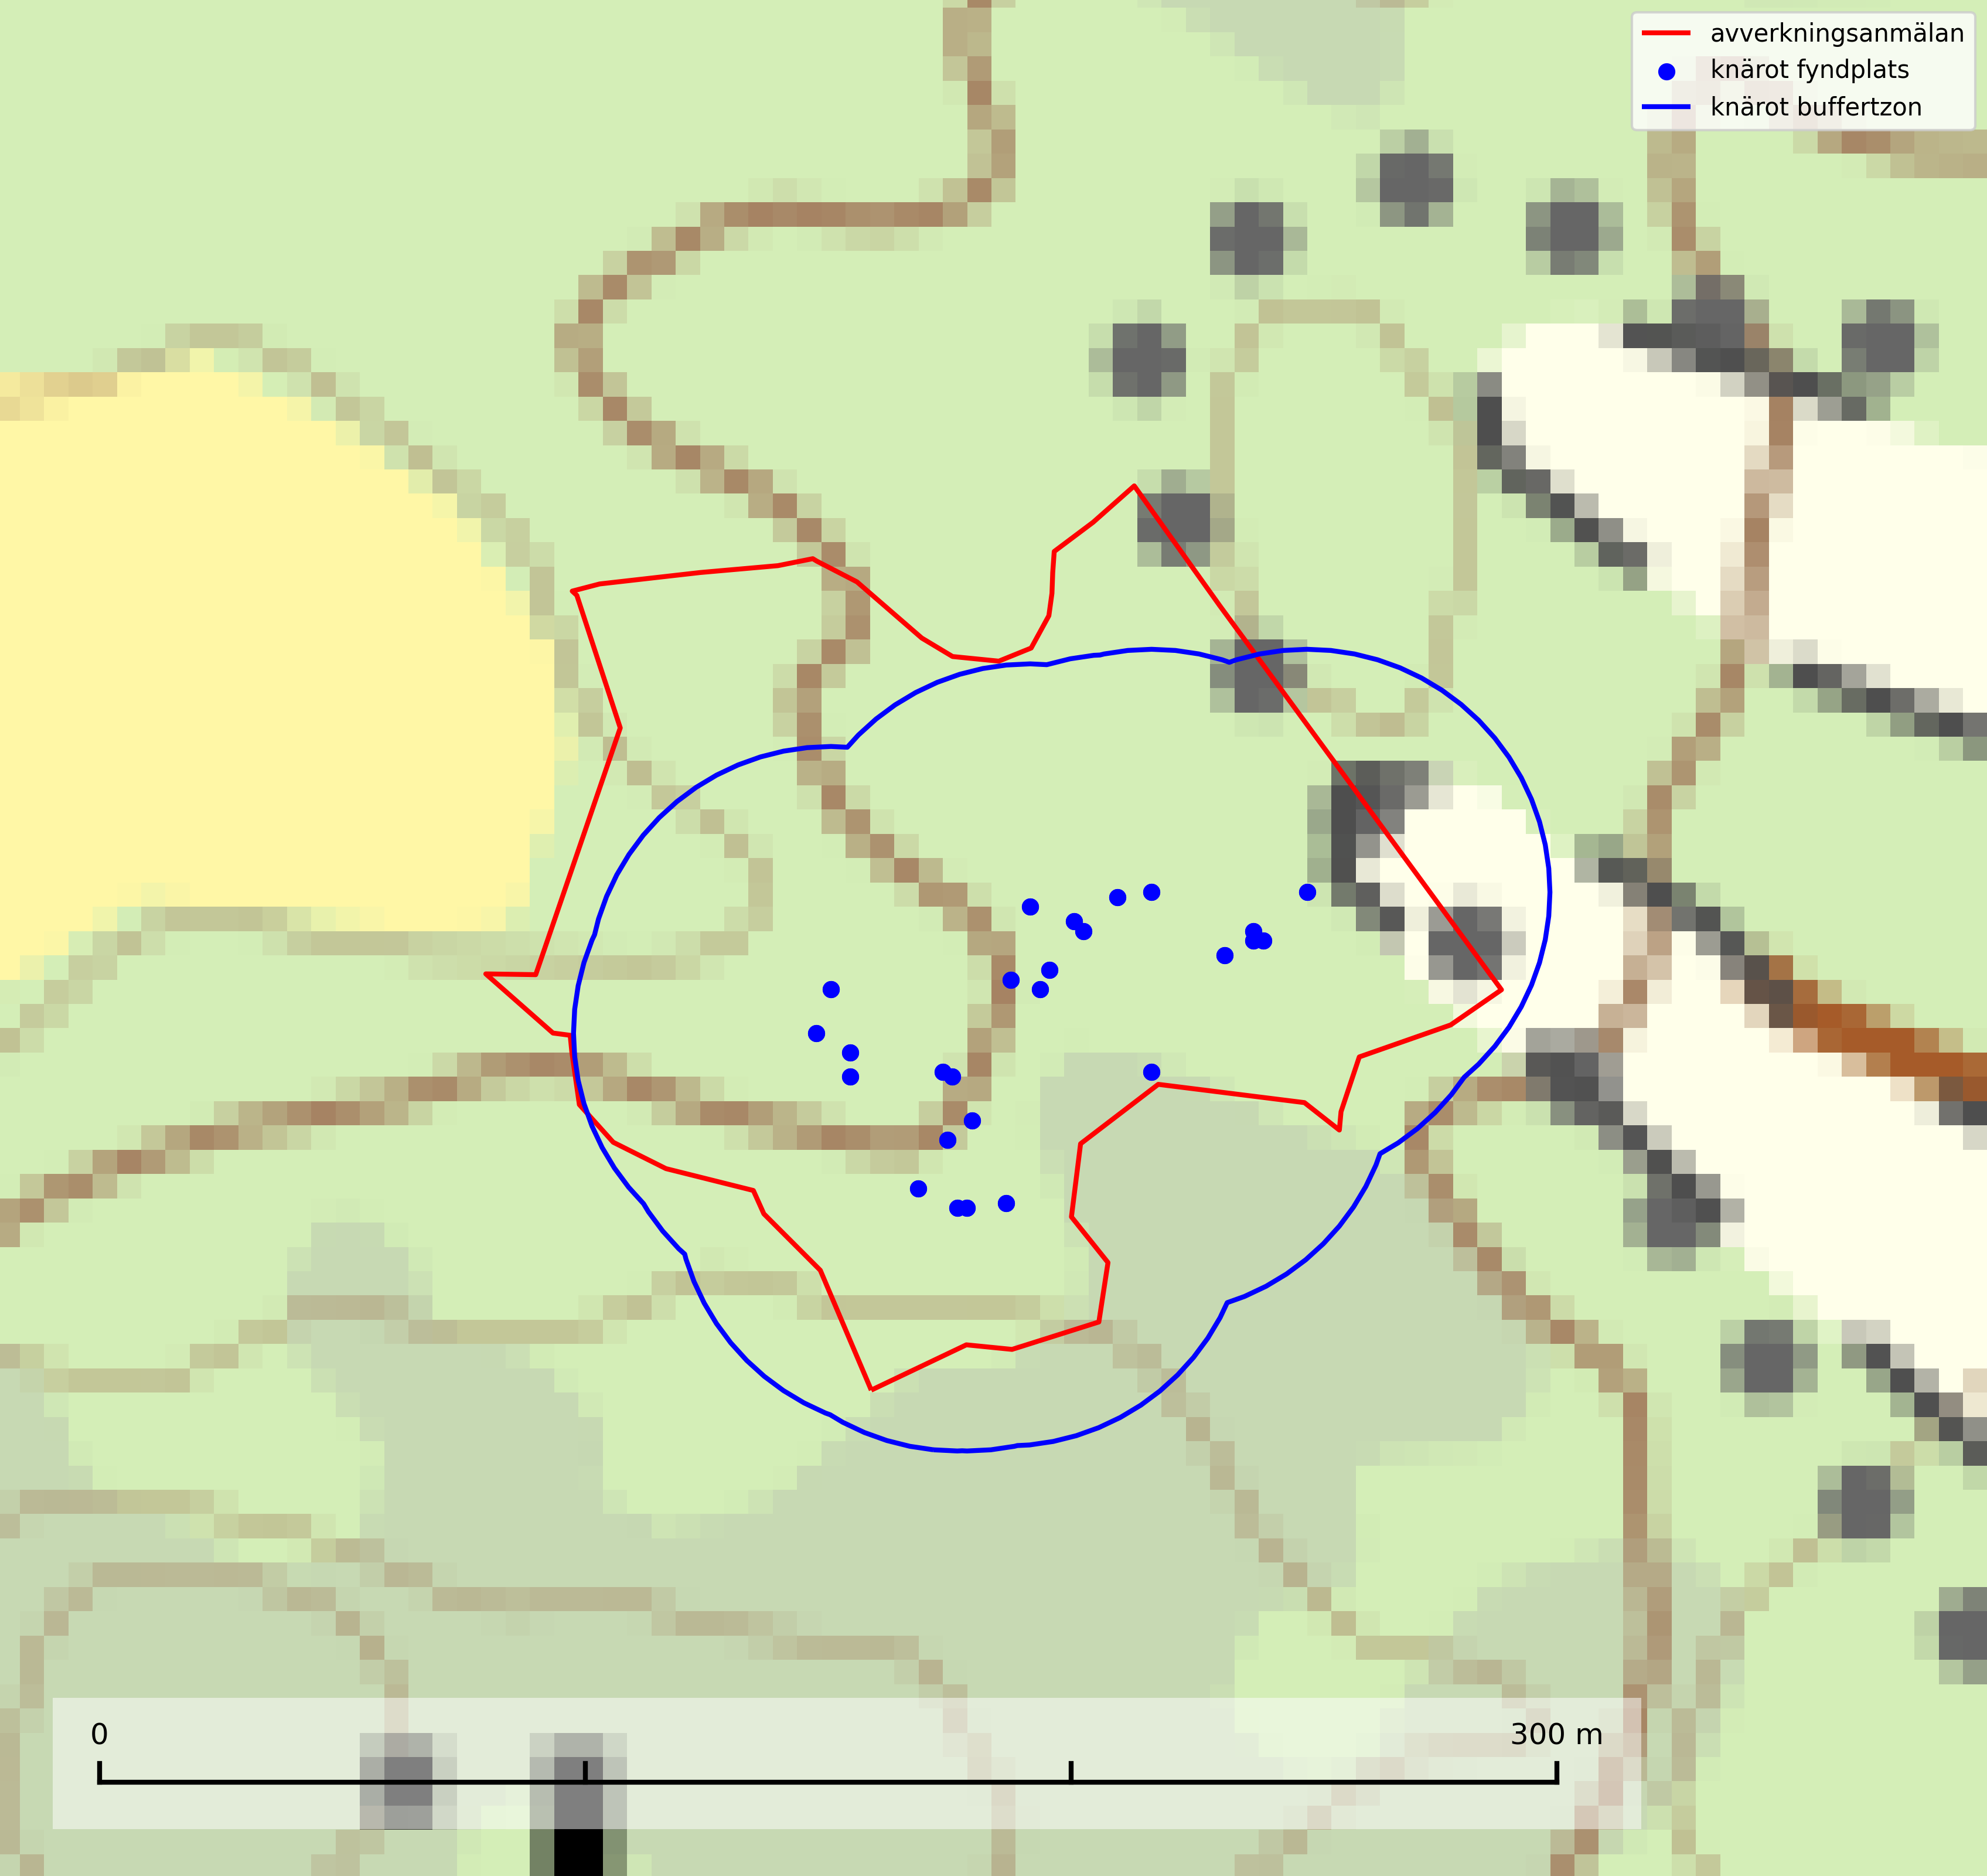 avverkningsanmälan
knärot fyndplats
knärot buffertzon
0
300 m